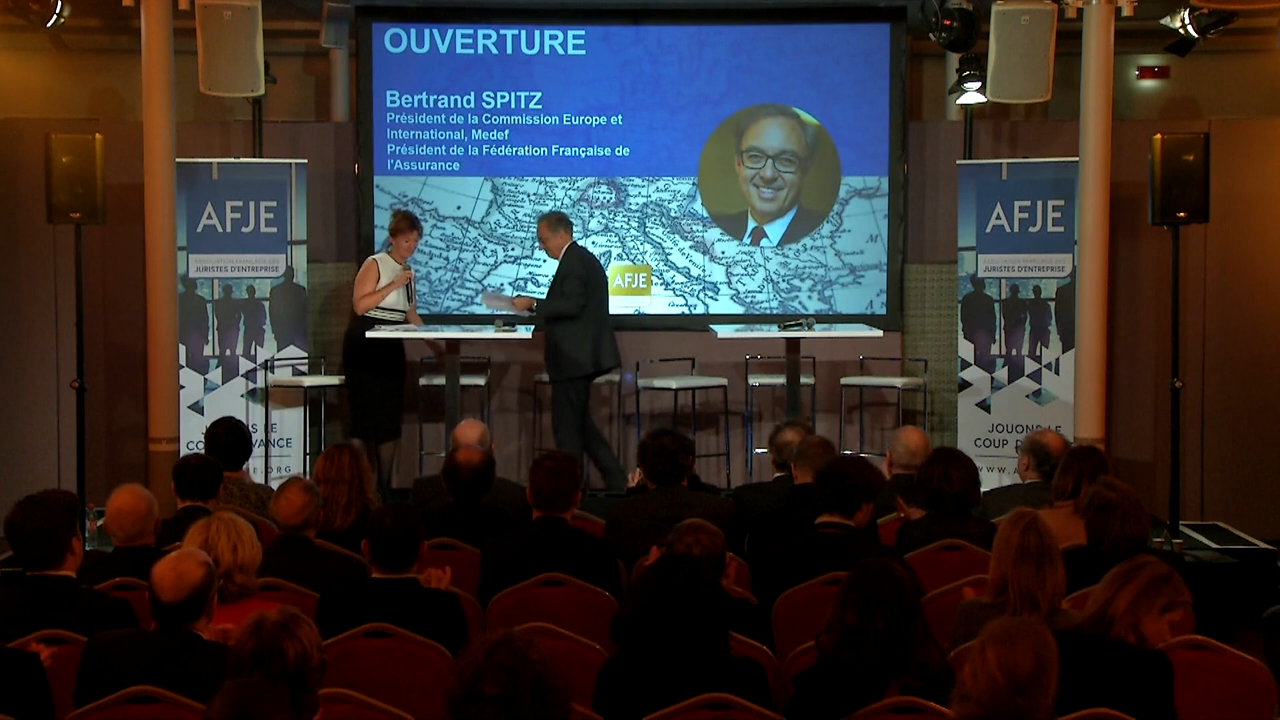 OUVERTURE
Bertrand SPITZ
Président de la Commission Europe et
International, Medef
Président de la Fédération Française de
l'Assurance
AFJE
AFJE
JURISTES D'ENTREPRISE
AFJE
JURISTES D'ENTREPRISE
JOUONS LE
COUP